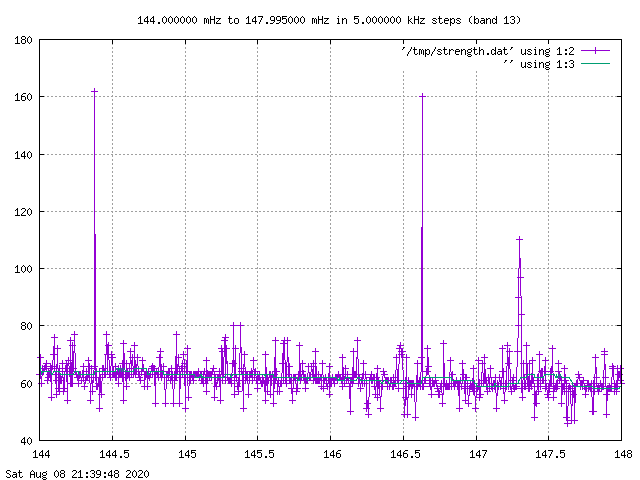 144.000000 mHz to 147.995000 mHz in 5.000000 kHz steps (band 13)
180
'/tmp/strength.dat' using 1:2
'' using 1:3
160
140
120
100
80
60
40
144 144.5 145 145.5 146 146.5 147 147.5 148
Sat Aug 08 21:39:48 2020